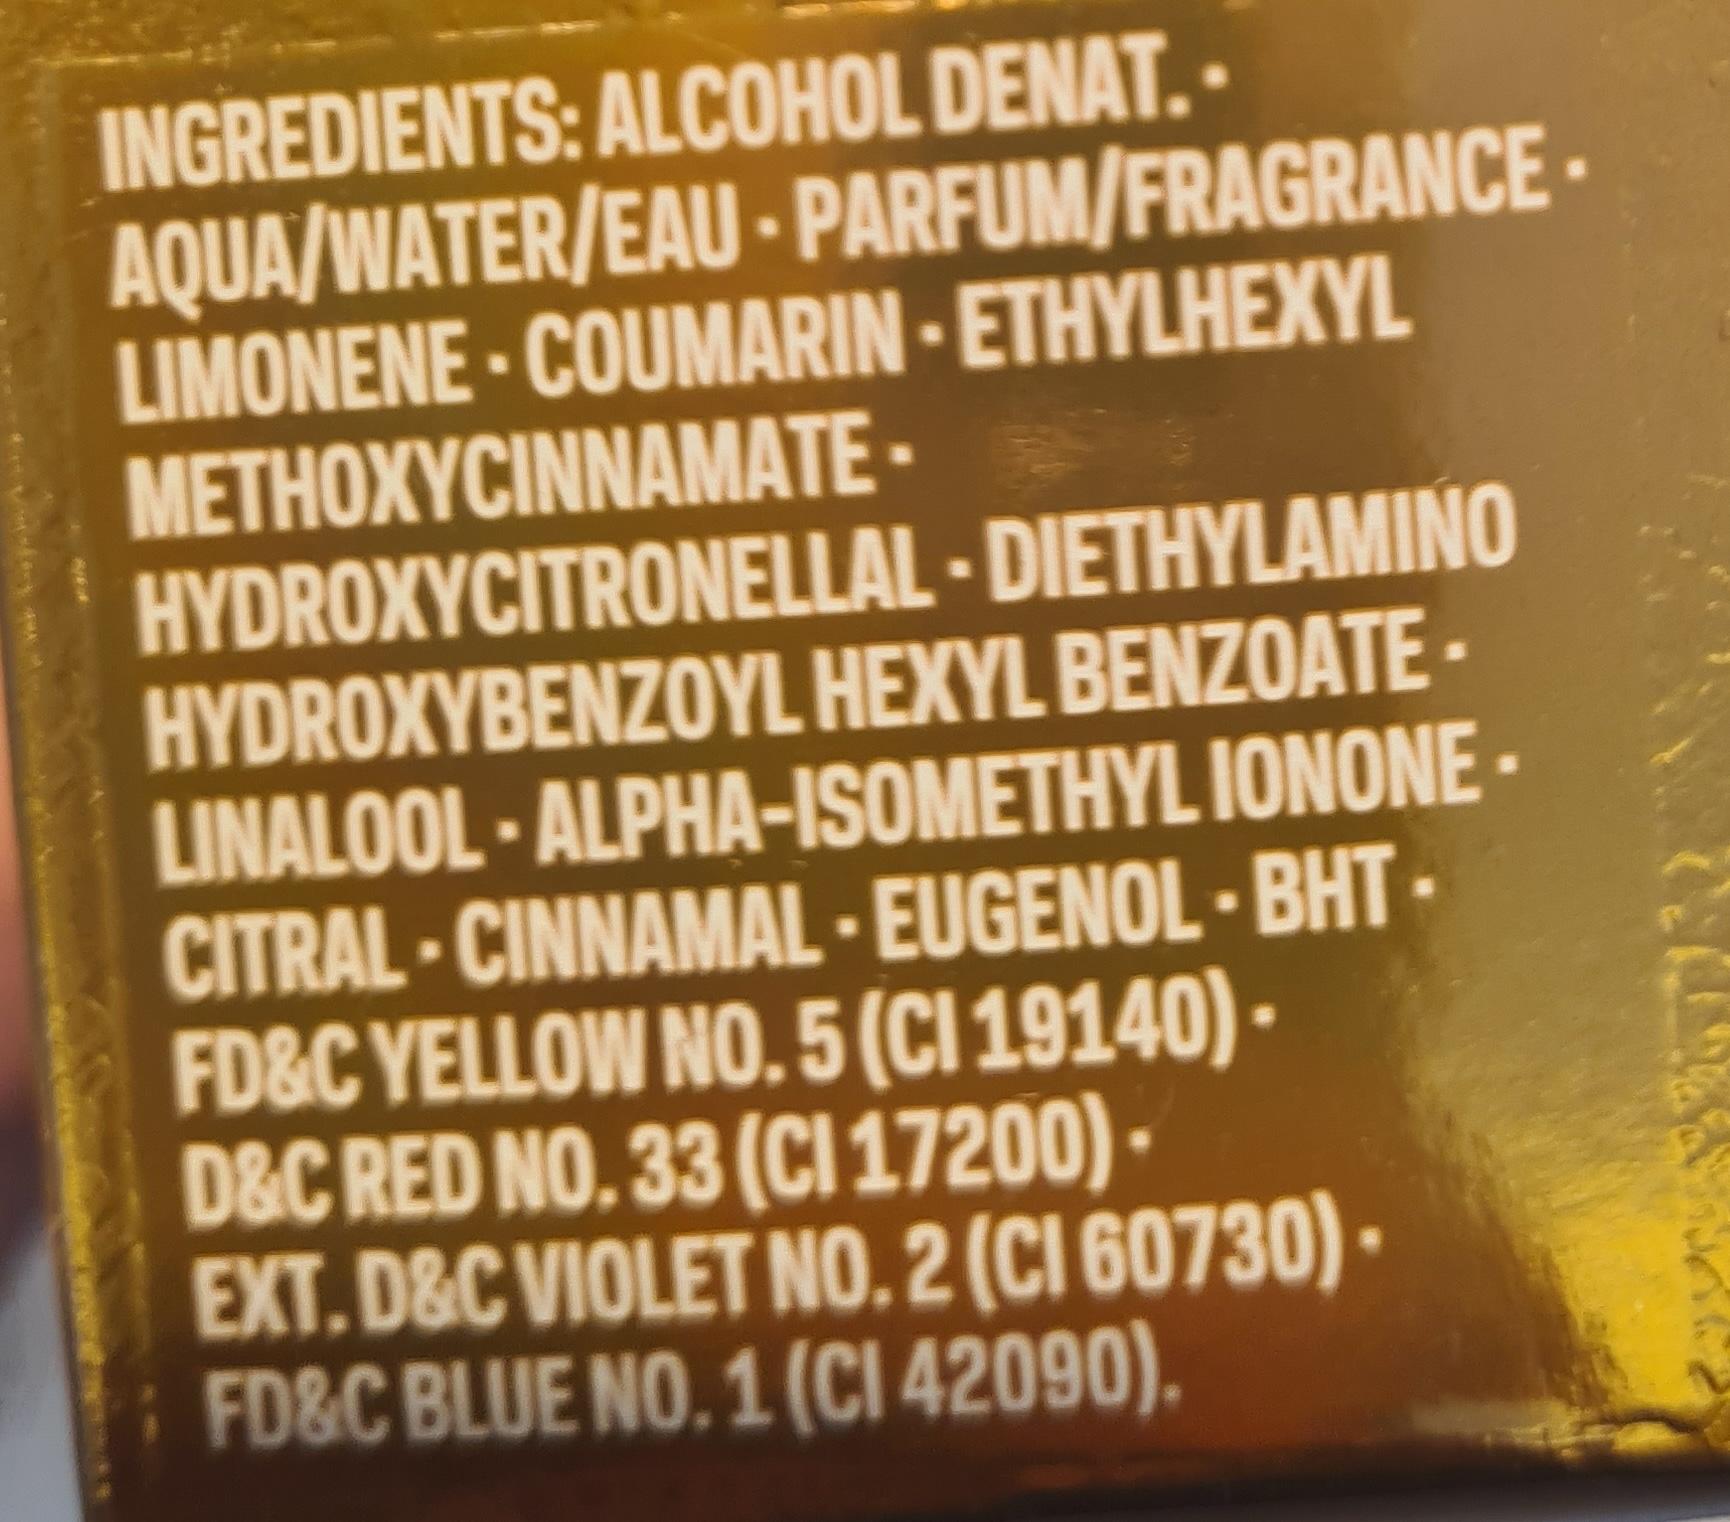 INGREDIENTS: ALCOHOL DENAT. ·
AQUA/WATER/EAU · PARFUM/FRAGRANCE ·
LIMONENE · COUMARIN · ETHYLHEXYL
METHOXYCINNAMATE ·
HYDROXYCITRONELLAL · DIETHYLAMINO
HYDROXYBENZOYL HEXYL BENZOATE ·
LINALOOL · ALPHA-ISOMETHYL IONONE ·
CITRAL · CINNAMAL · EUGENOL · BHT ·
FD&C YELLOW NO. 5 (CI 19140) ·
D&C RED NO. 33 (CI 17200) ·
EXT. D&C VIOLET NO. 2 (CI 60730) ·
FD&C BLUE NO. 1 (CI 42090).